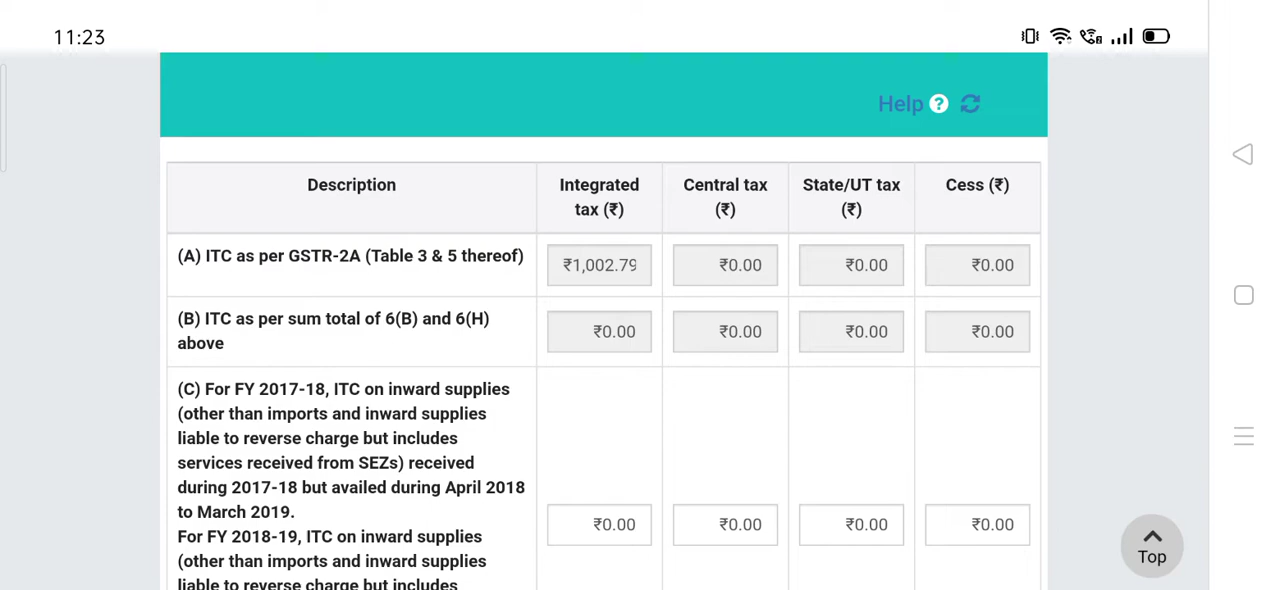 11:23
Help ?
Description
Integrated
tax (₹)
Central tax
(₹)
State/UT tax
(₹)
Cess (₹)
(A) ITC as per GSTR-2A (Table 3 & 5 thereof)
₹1,002.79
₹0.00
₹0.00
₹0.00
(B) ITC as per sum total of 6(B) and 6(H)
above
₹0.00
₹0.00
₹0.00
₹0.00
(C) For FY 2017-18, ITC on inward supplies
(other than imports and inward supplies
liable to reverse charge but includes
services received from SEZs) received
during 2017-18 but availed during April 2018
to March 2019.
For FY 2018-19, ITC on inward supplies
(other than imports and inward supplies
liable to reverse charge but includes
₹0.00
₹0.00
₹0.00
₹0.00
Top